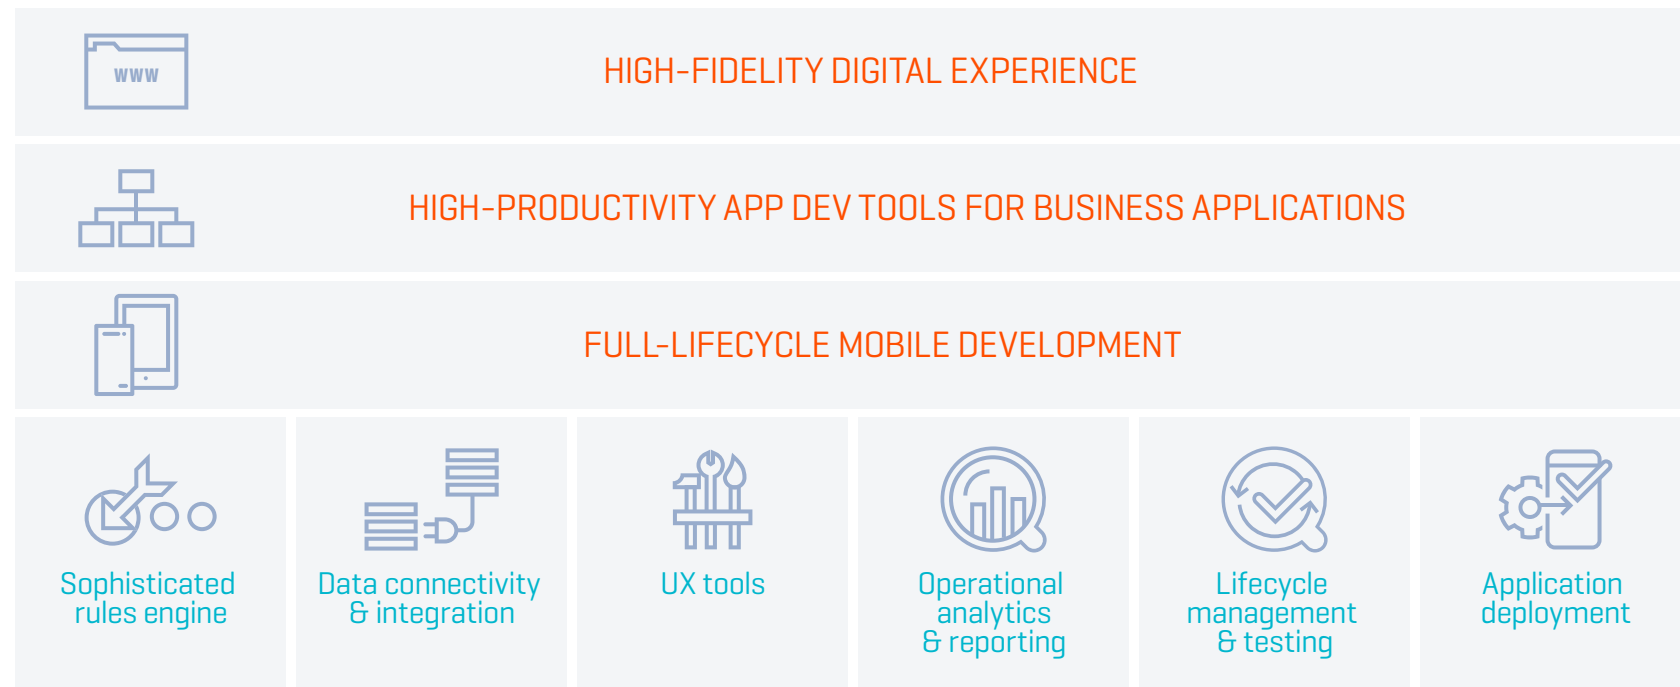 WWW
HIGH-FIDELITY DIGITAL EXPERIENCE
HIGH-PRODUCTIVITY APP DEV TOOLS FOR BUSINESS APPLICATIONS
FULL-LIFECYCLE MOBILE DEVELOPMENT
Sophisticated
rules engine
Data connectivity
& integration
UX tools
Operational
analytics
& reporting
Lifecycle
management
& testing
Application
deployment